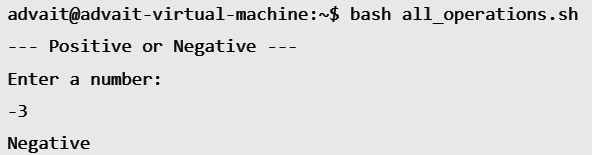 advait@advait-virtual-machine:~$ bash all_operations.sh
--- Positive or Negative ---
Enter a number:
-3
Negative